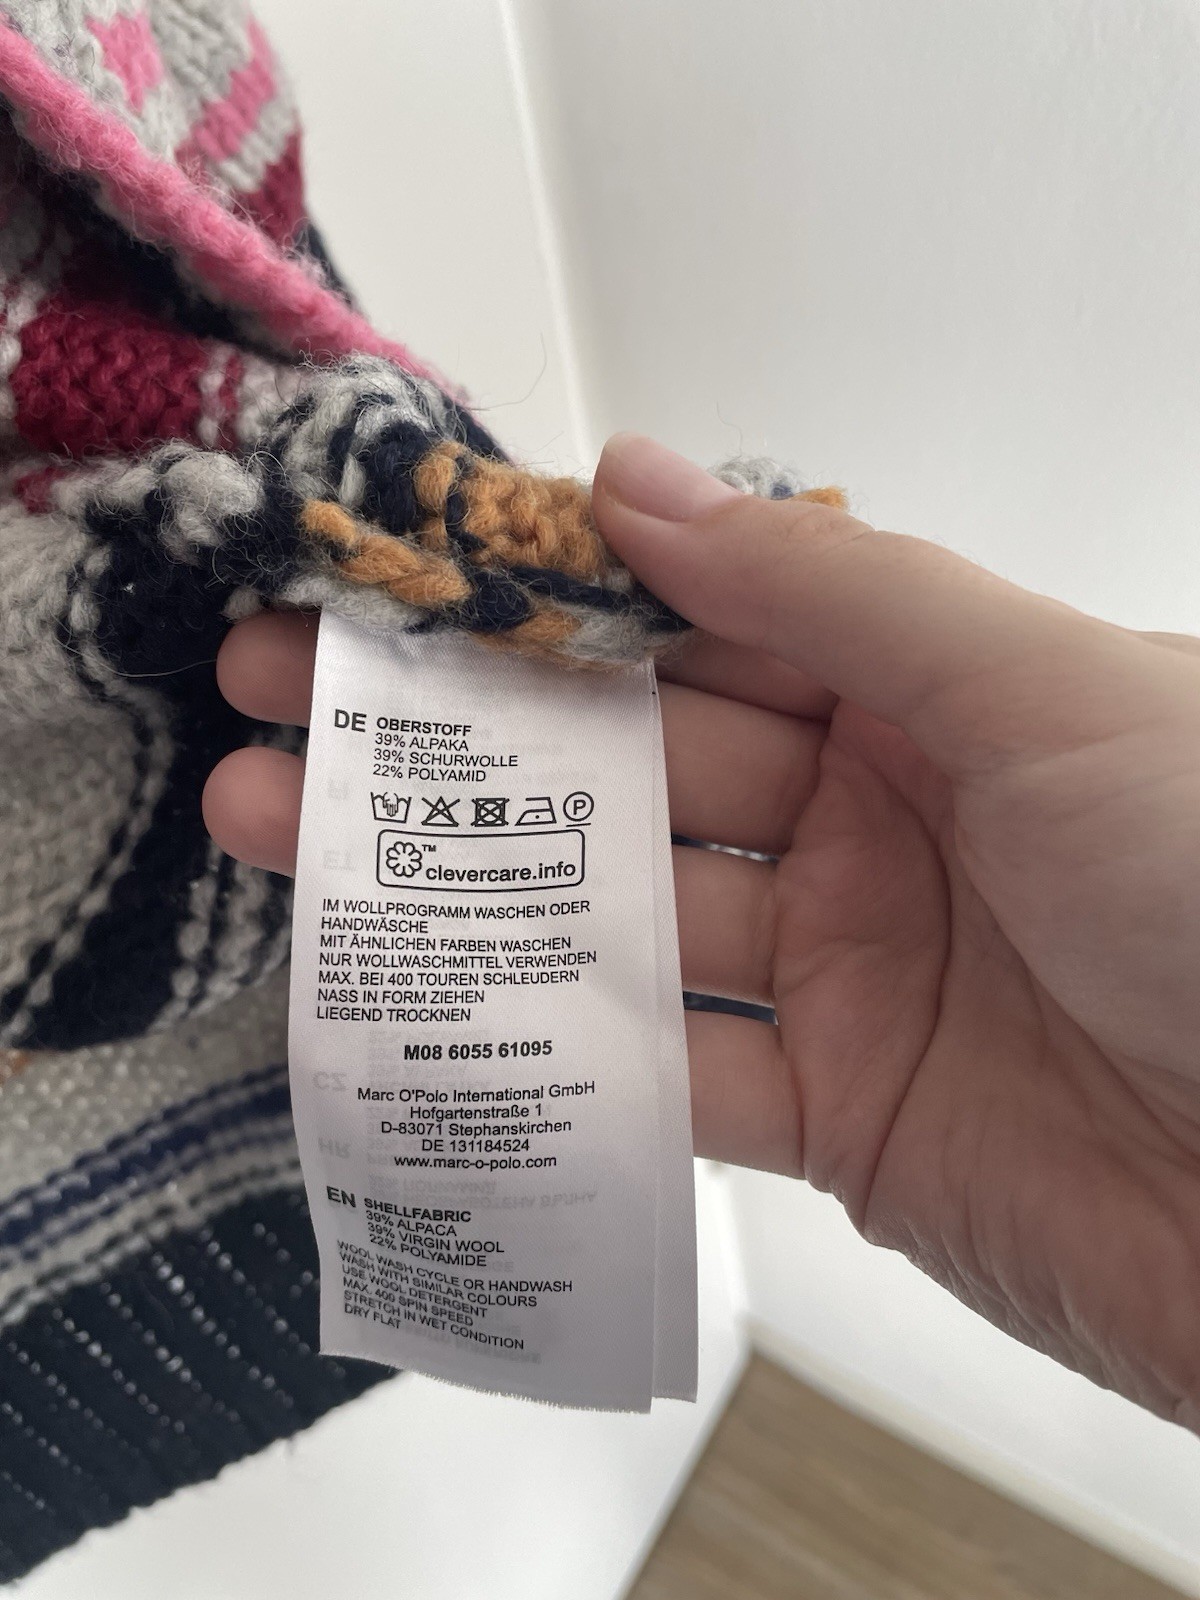 DE OBERSTOFF
39% ALPAKA
39% SCHURWOLLE
22% POLYAMID
P
™
clevercare.info
IM WOLLPROGRAMM WASCHEN ODER
HANDWÄSCHE
MIT ÄHNLICHEN FARBEN WASCHEN
NUR WOLLWASCHMITTEL VERWENDEN
MAX. BEI 400 TOUREN SCHLEUDERN
NASS IN FORM ZIEHEN
LIEGEND TROCKNEN
M08 6055 61095
Marc O'Polo International GmbH
Hofgartenstraße 1
D-83071 Stephanskirchen
DE 131184524
www.marc-o-polo.com
EN SHELLFABRIC
39% ALPACA
39% VIRGIN WOOL
22% POLYAMIDE
WOOL WASH CYCLE OR HANDWASH
WASH WITH SIMILAR COLOURS
USE WOOL DETERGENT
MAX. 400 SPIN SPEED
STRETCH IN WET CONDITION
DRY FLAT